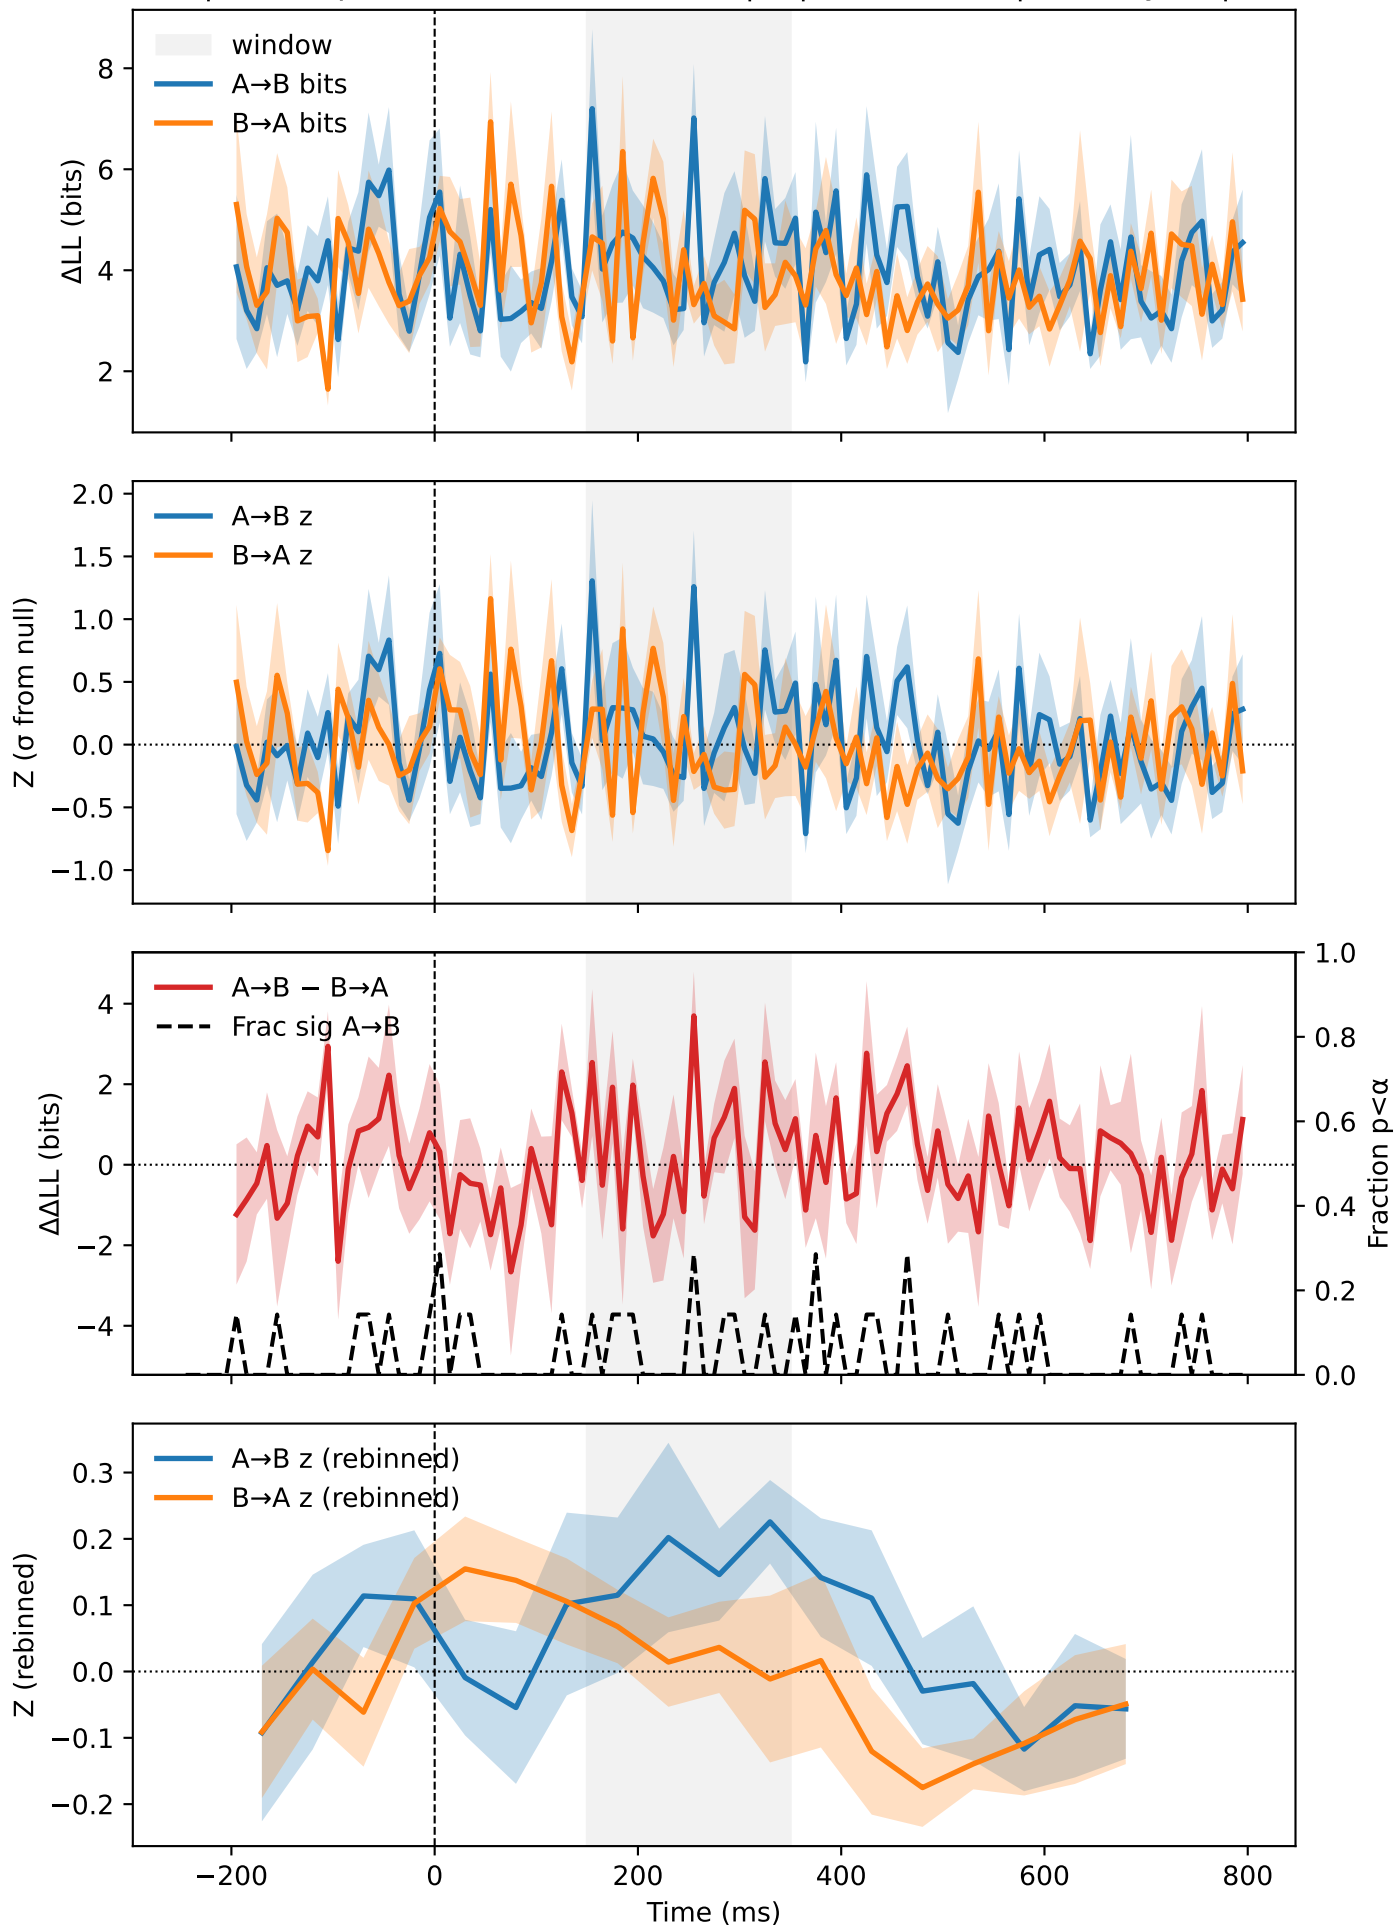 window
A→B bits
B→A bits
ΔLL (bits)
8
6
4
2
A→B z
B→A z
Z (σ from null)
2.0
1.5
1.0
0.5
0.0
−0.5
−1.0
A→B − B→A
Frac sig A→B
ΔΔLL (bits)
4
2
0
−2
−4
1.0
0.8
0.6
0.4
0.2
0.0
Fraction p<α
A→B z (rebinned)
B→A z (rebinned)
Z (rebinned)
0.3
0.2
0.1
0.0
−0.1
−0.2
−200
0
200
400
600
800
Time (ms)